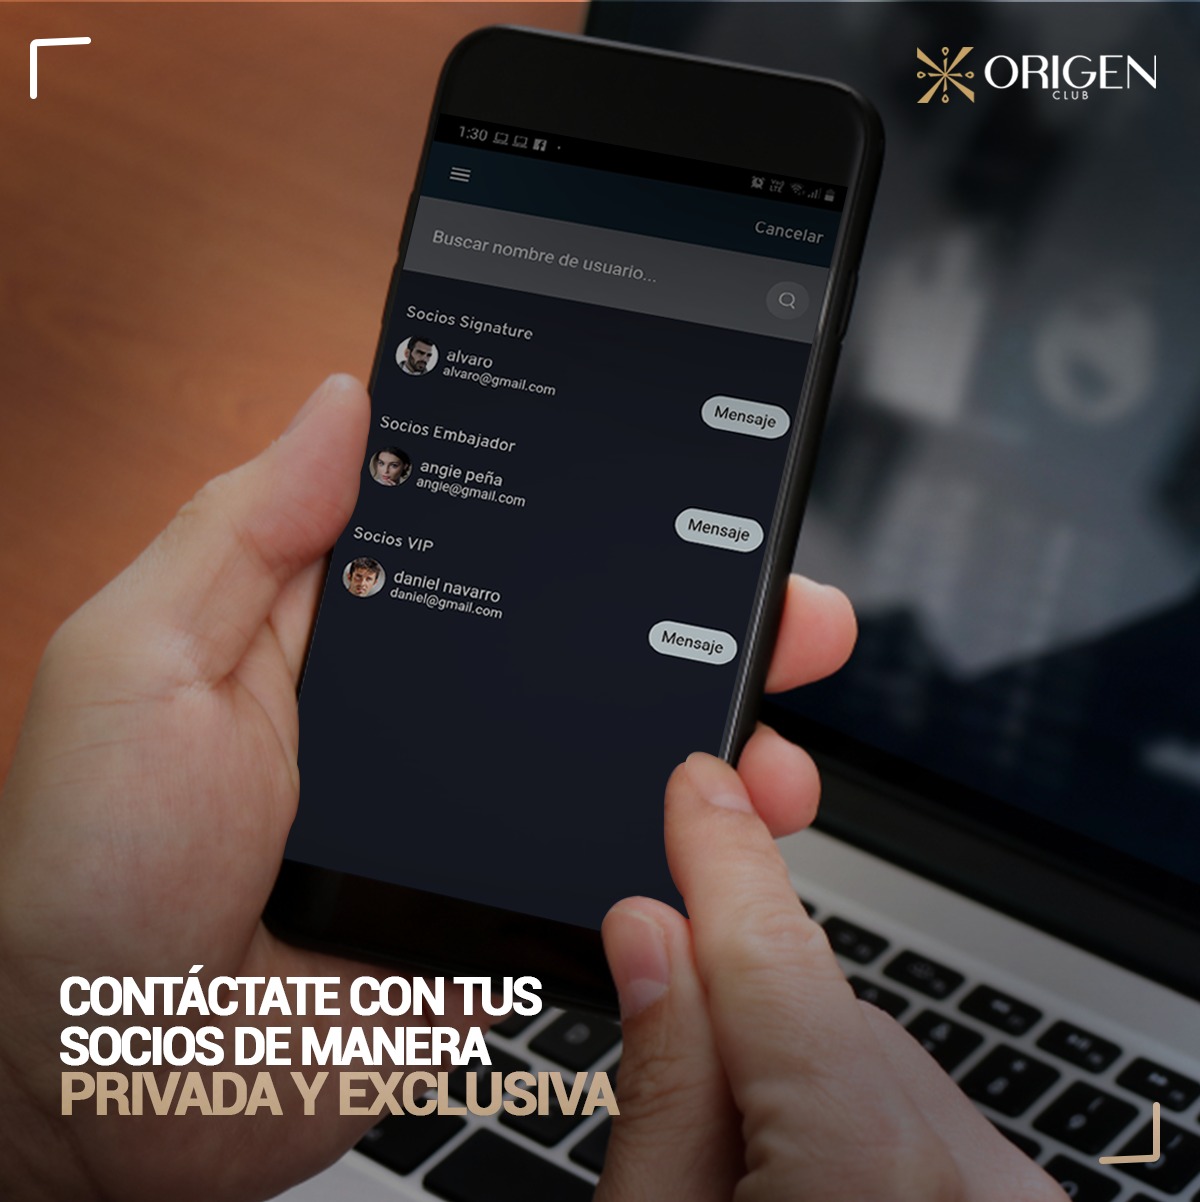 ORIGEN
CLUB
1:30
VoD LTE
Cancelar
Buscar nombre de usuario...
Socios Signature
alvaro
alvaro@gmail.com
Mensaje
Socios Embajador
angie peña
angie@gmail.com
Mensaje
Socios VIP
daniel navarro
daniel@gmail.com
Mensaje
CONTÁCTATE CON TUS
SOCIOS DE MANERA
PRIVADA Y EXCLUSIVA